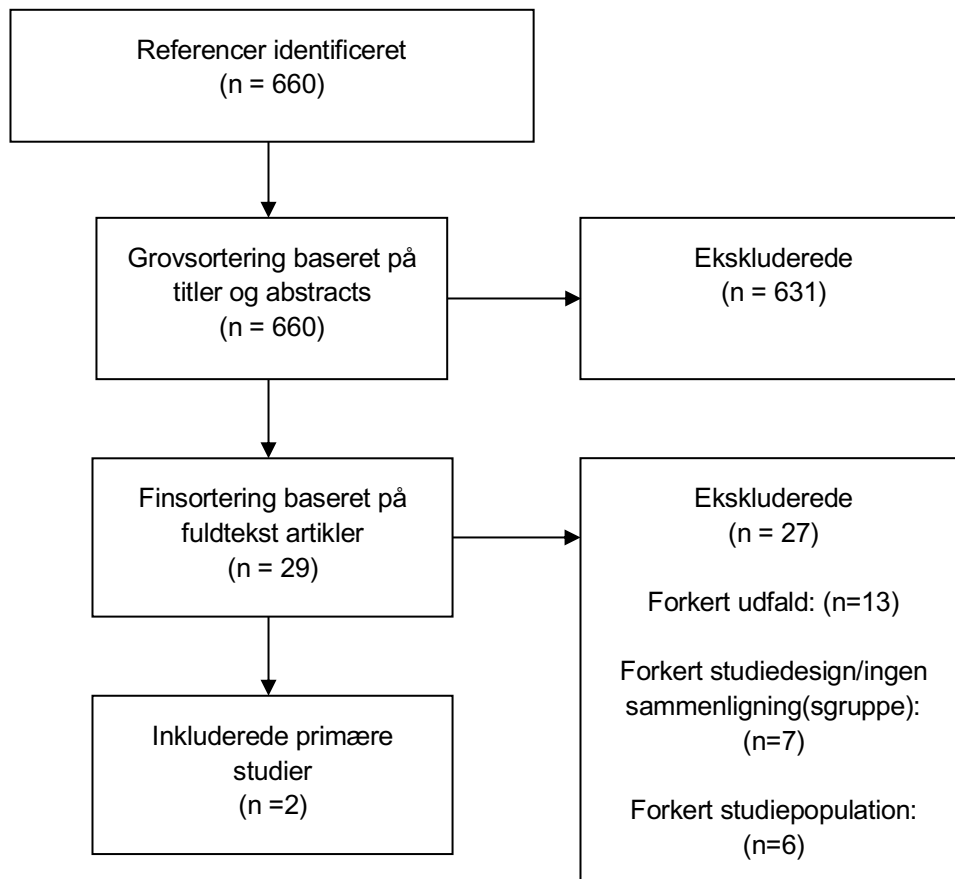 Referencer identificeret
(n = 660)
Grovsortering baseret på
titler og abstracts
(n = 660)
Ekskluderede
(n = 631)
Finsortering baseret på
fuldtekst artikler
(n = 29)
Ekskluderede
(n = 27)
Forkert udfald: (n=13)
Forkert studiedesign/ingen
sammenligning(sgruppe):
(n=7)
Forkert studiepopulation:
(n=6)
Inkluderede primære
studier
(n =2)